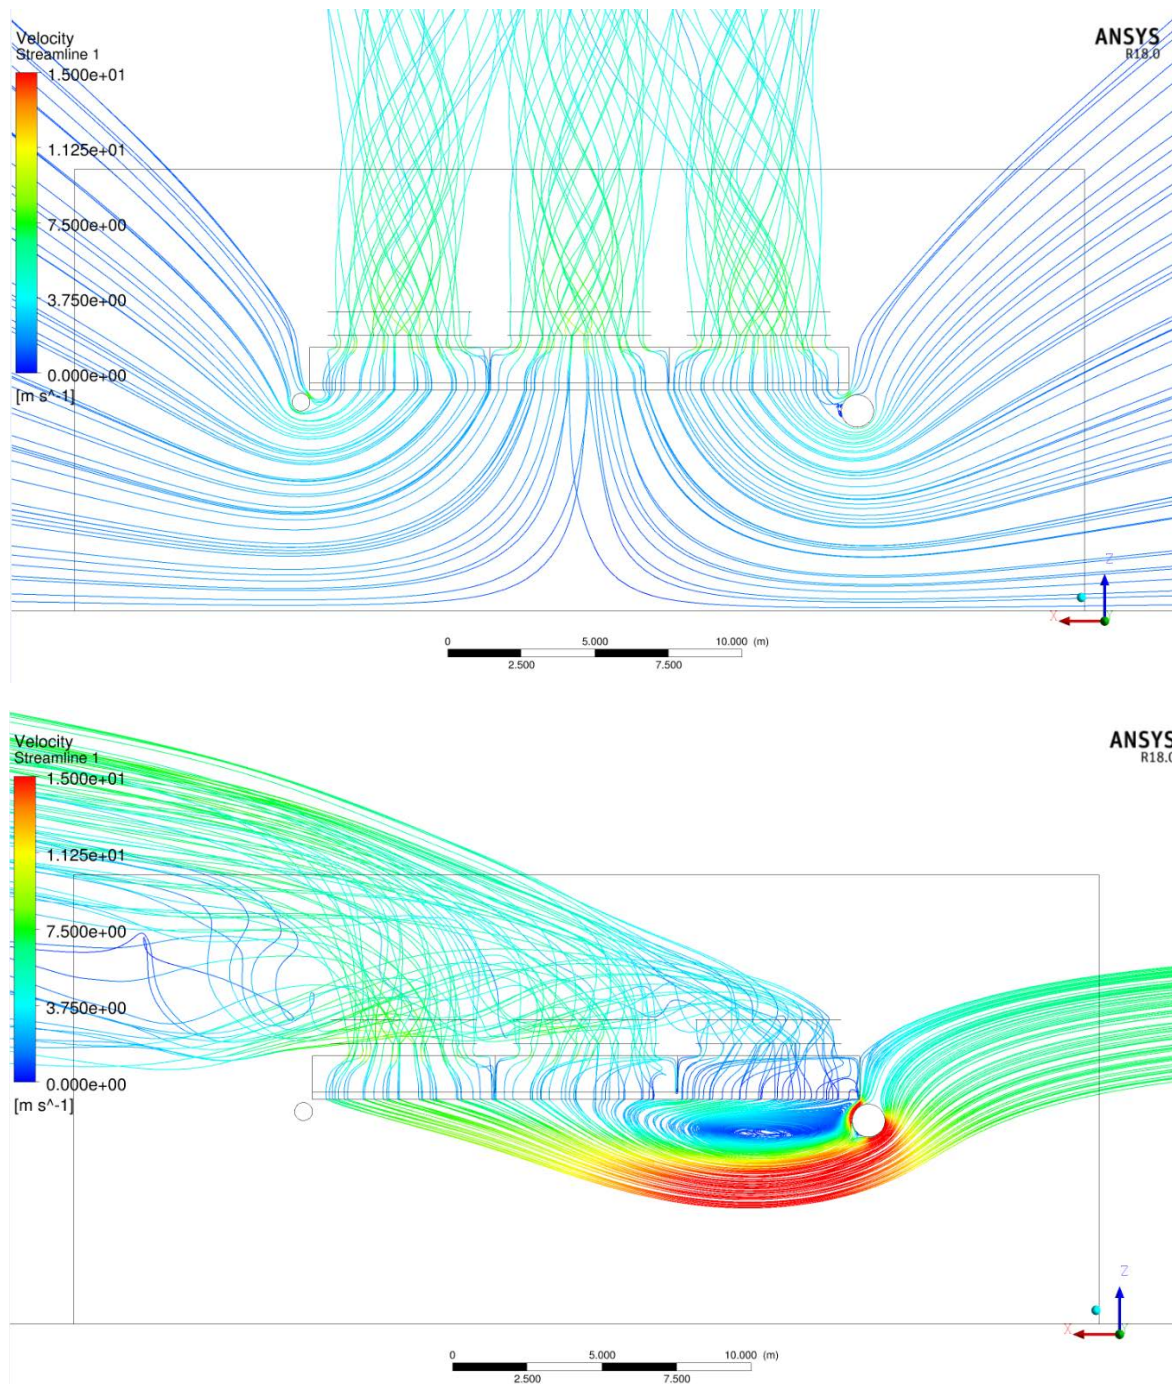 Velocity
Streamline 1
1.500e+01
1.125e+01
7.500e+00
3.750e+00
0.000e+00
[m s^-1]
ANSYS
R18.0
Z
X
Y
0 5.000 10.000 (m)
2.500 7.500
Velocity
Streamline 1
1.500e+01
1.125e+01
7.500e+00
3.750e+00
0.000e+00
[m s^-1]
ANSYS
R18.0
Z
X
Y
0 5.000 10.000 (m)
2.500 7.500